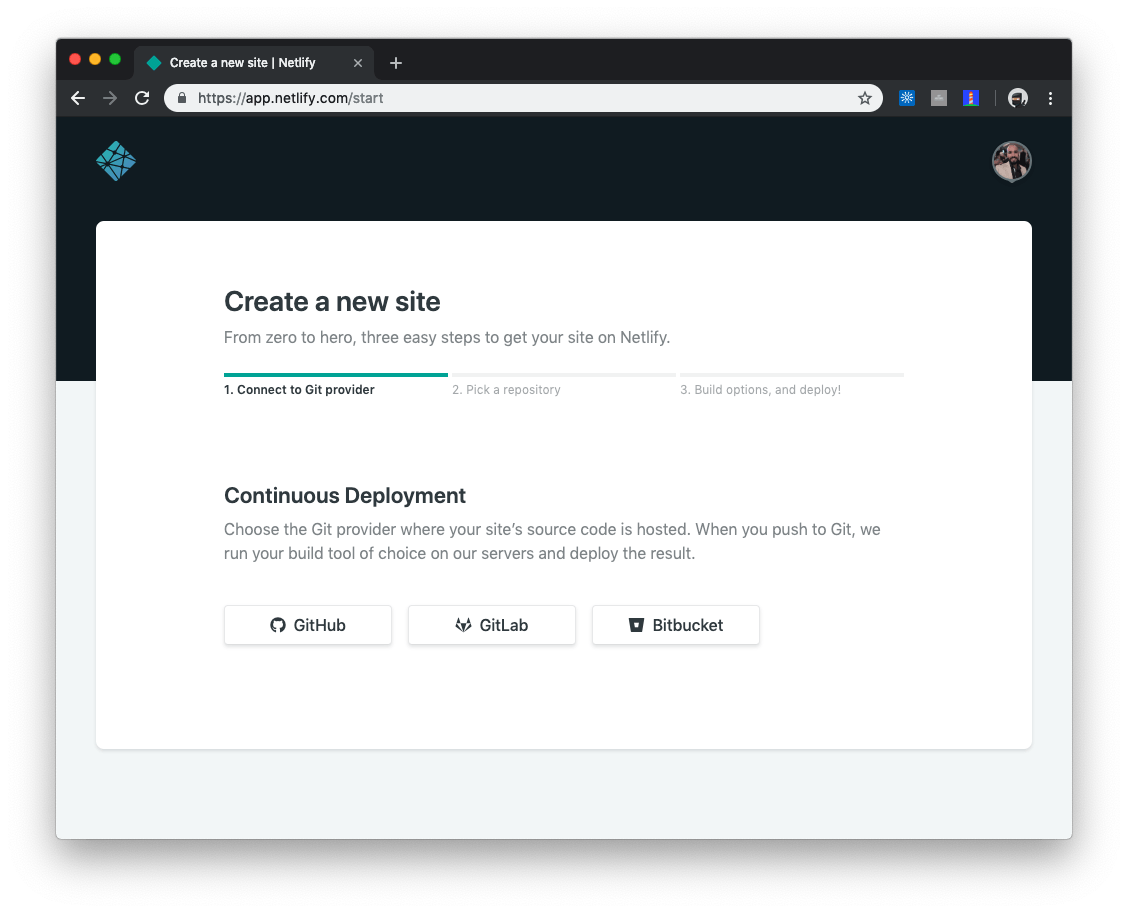 Create a new site | Netlify
https://app.netlify.com/start
Create a new site
From zero to hero, three easy steps to get your site on Netlify.
1. Connect to Git provider
2. Pick a repository
3. Build options, and deploy!
Continuous Deployment
Choose the Git provider where your site’s source code is hosted. When you push to Git, we
run your build tool of choice on our servers and deploy the result.
GitHub
GitLab
Bitbucket